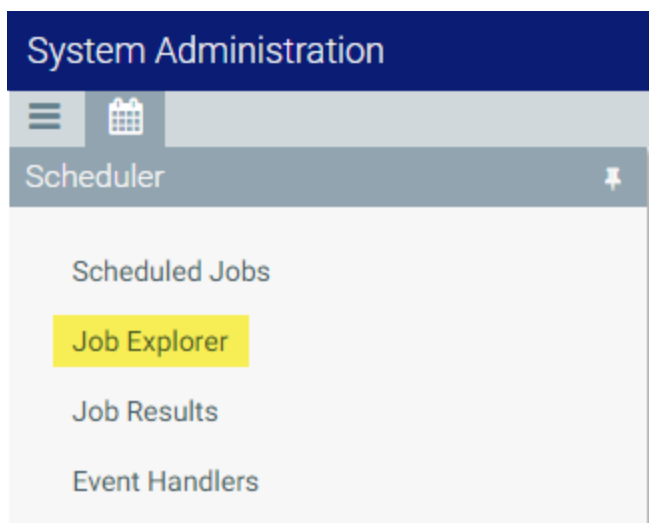 System Administration
Scheduler
Scheduled Jobs
Job Explorer
Job Results
Event Handlers